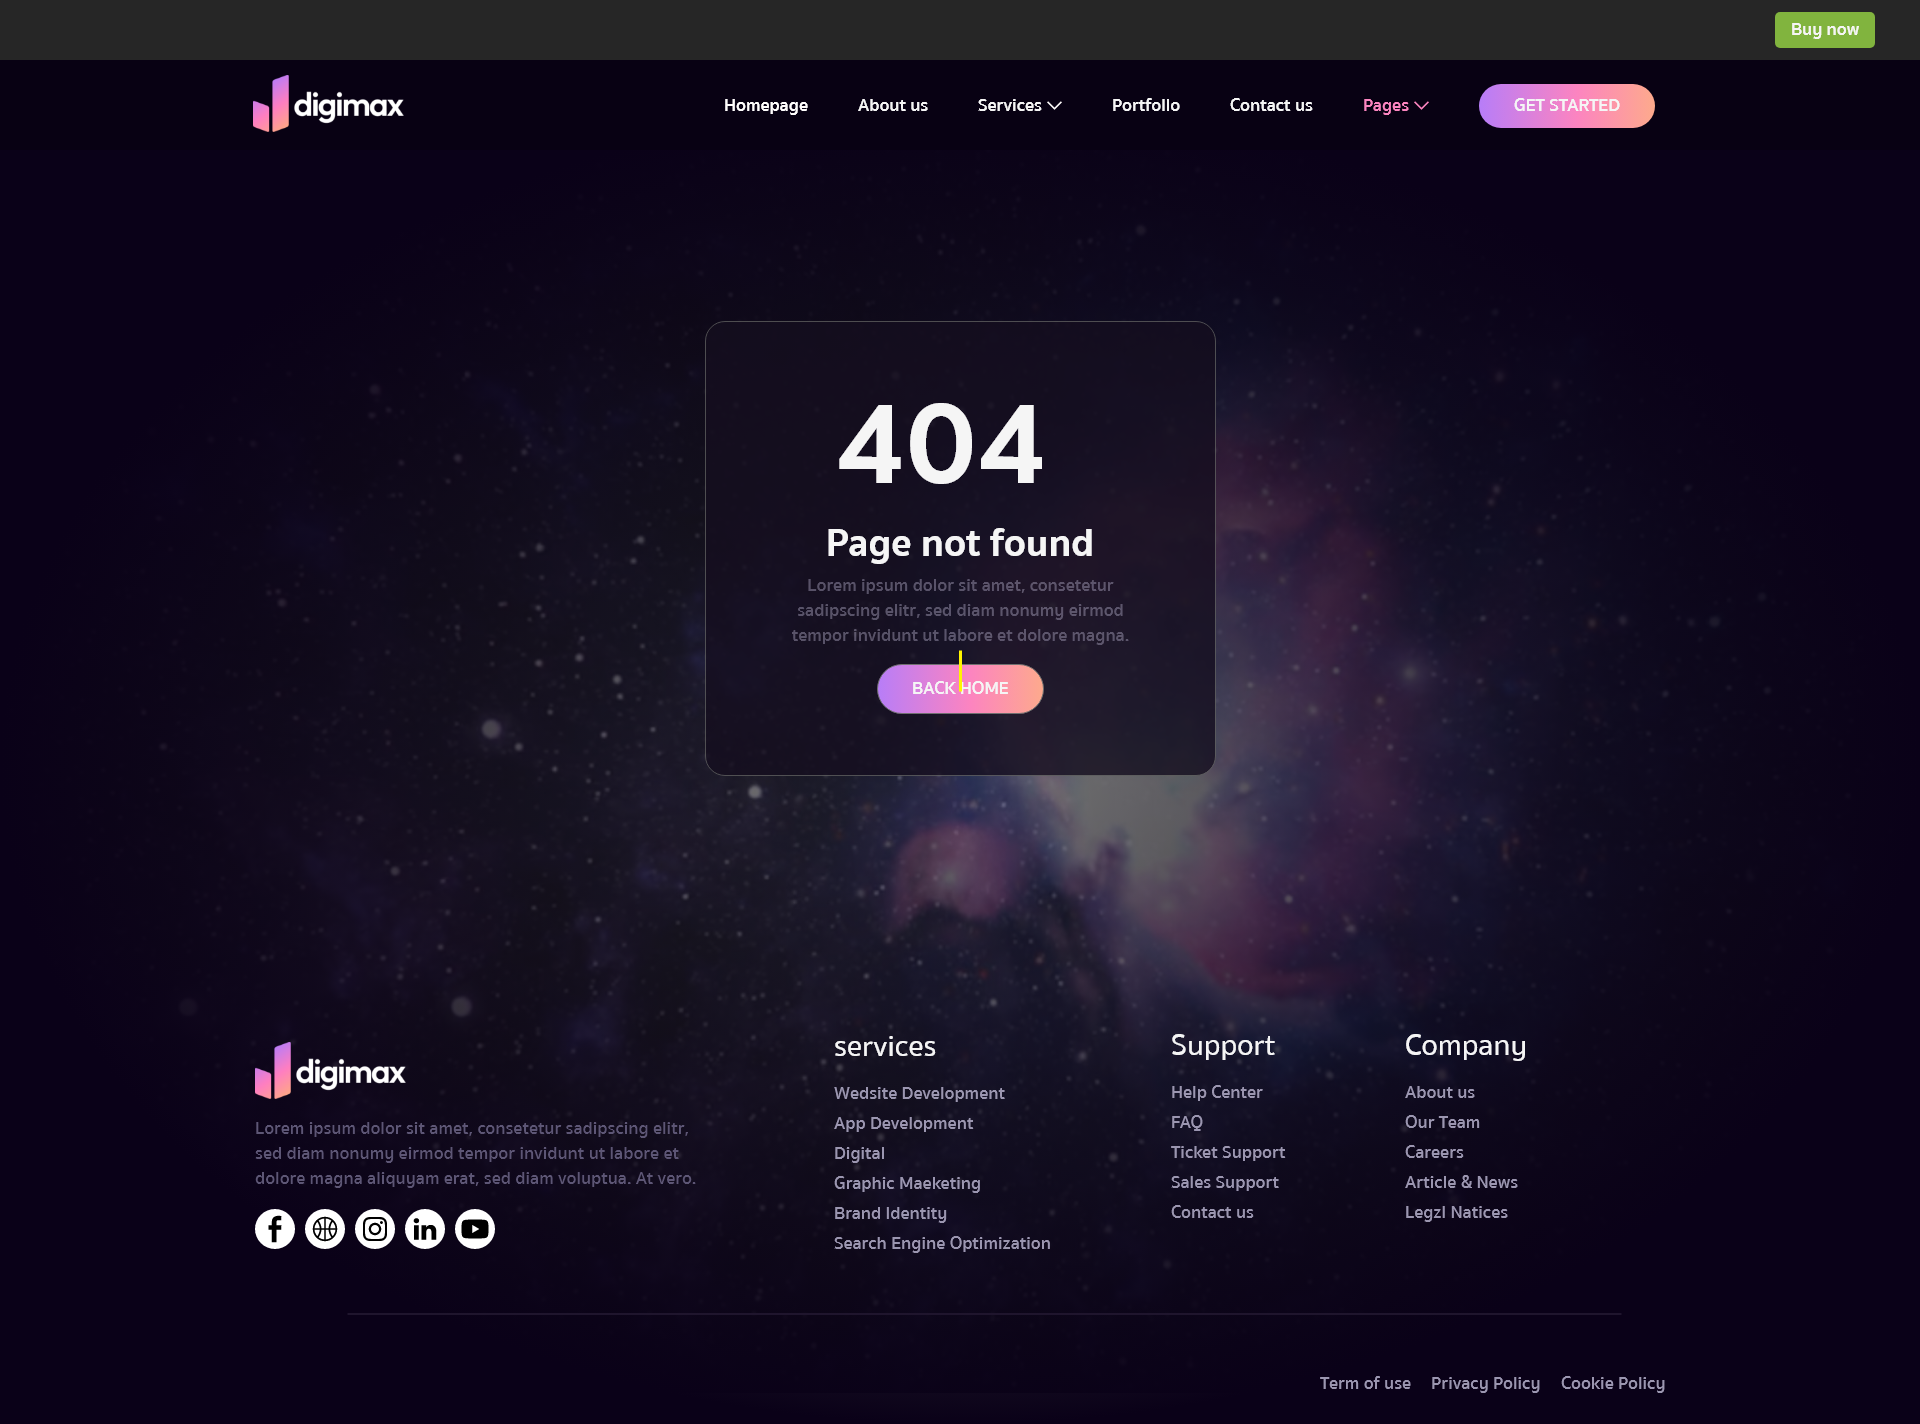 Buy now
digimax
Homepage
About us
Services
Portfolio
Contact us
Pages
GET STARTED
404
Page not found
Lorem ipsum dolor sit amet, consetetur
sadipscing elitr, sed diam nonumy eirmod
tempor invidunt ut labore et dolore magna.
BACK HOME
digimax
Lorem ipsum dolor sit amet, consetetur sadipscing elitr,
sed diam nonumy eirmod tempor invidunt ut labore et
dolore magna aliquyam erat, sed diam voluptua. At vero.
services
Wedsite Development
App Development
Digital
Graphic Maeketing
Brand Identity
Search Engine Optimization
Support
Help Center
FAQ
Ticket Support
Sales Support
Contact us
Company
About us
Our Team
Careers
Article & News
Legzl Natices
Term of use
Privacy Policy
Cookie Policy